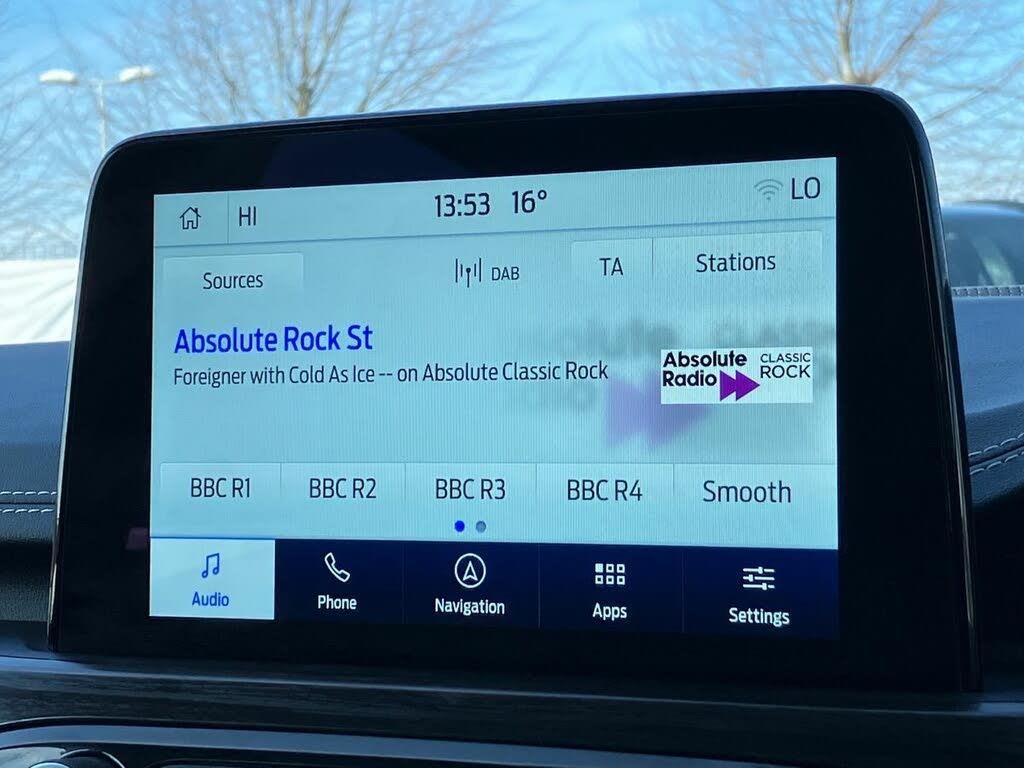 HI 13:53 16° LO
Sources DAB TA Stations
Absolute Rock St
Foreigner with Cold As Ice -- on Absolute Classic Rock
Absolute CLASSIC
Radio ROCK
BBC R1 BBC R2 BBC R3 BBC R4 Smooth
Audio Phone Navigation Apps Settings